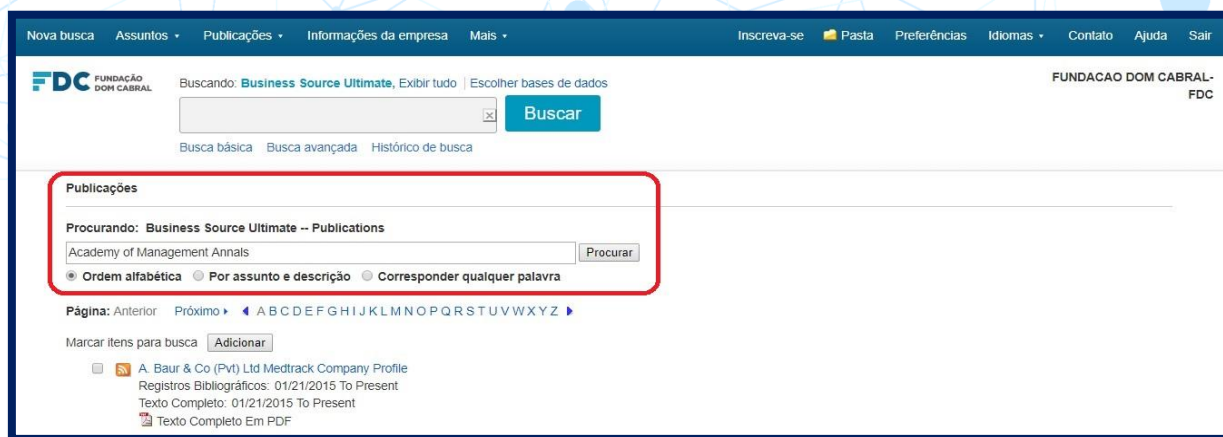 Nova busca Assuntos Publicações Informações da empresa Mais Inscreva-se Pasta Preferências Idiomas Contato Ajuda Sair
FDC FUNDAÇÃO DOM CABRAL
Buscando: Business Source Ultimate, Exibir tudo | Escolher bases de dados
FUNDACAO DOM CABRAL-
FDC
Buscar
Busca básica Busca avançada Histórico de busca
Publicações
Procurando: Business Source Ultimate -- Publications
Academy of Management Annals Procurar
Ordem alfabética Por assunto e descrição Corresponder qualquer palavra
Página: Anterior Próximo A B C D E F G H I J K L M N O P Q R S T U V W X Y Z
Marcar itens para busca Adicionar
A. Baur & Co (Pvt) Ltd Medtrack Company Profile
Registros Bibliográficos: 01/21/2015 To Present
Texto Completo: 01/21/2015 To Present
Texto Completo Em PDF